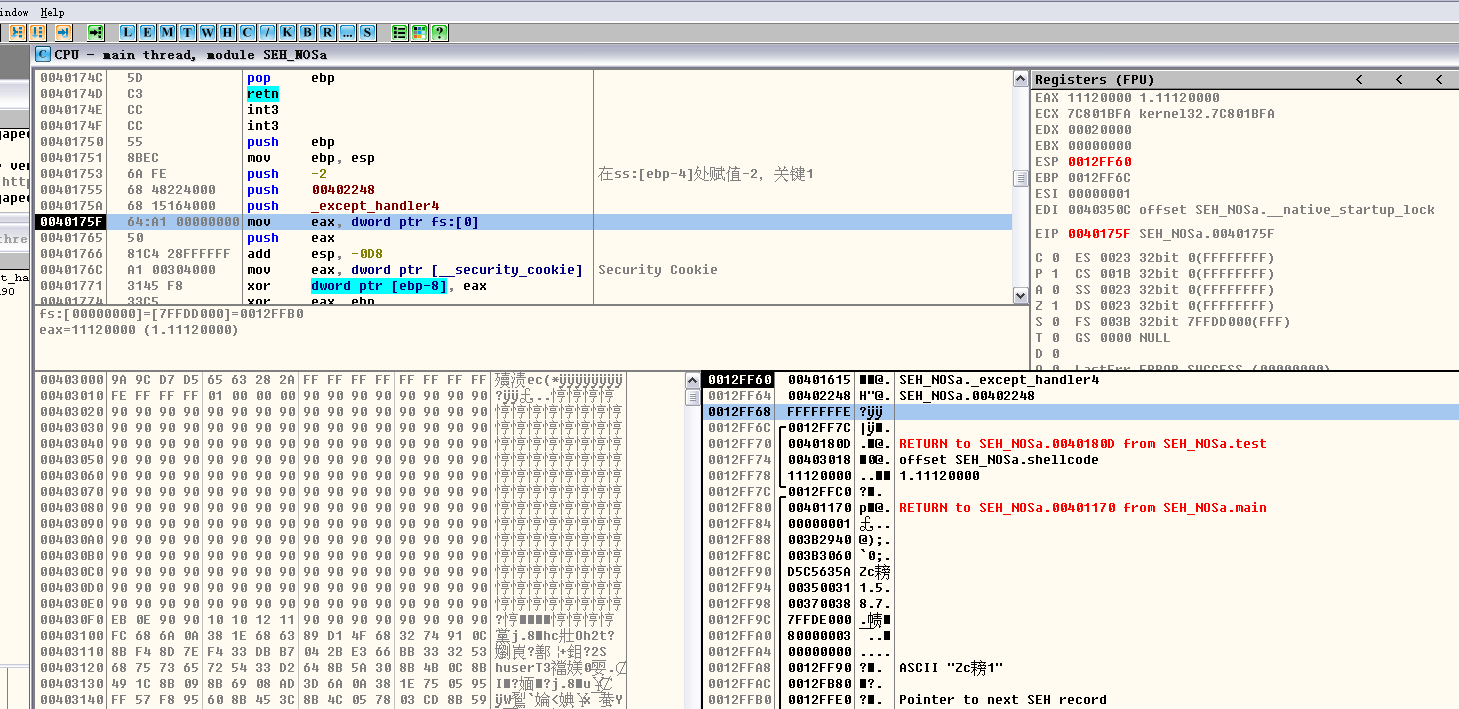 indow Help
L E M T W H C / K B R ... S ?
C CPU - main thread, module SEH_NOSa
0040174C 5D pop ebp
0040174D C3 retn
0040174E CC int3
0040174F CC int3
00401750 55 push ebp
00401751 8BEC mov ebp, esp
00401753 6A FE push -2 在ss:[ebp-4]处赋值-2，关键1
00401755 68 48224000 push 00402248
0040175A 68 15164000 push _except_handler4
0040175F 64:A1 00000000 mov eax, dword ptr fs:[0]
00401765 50 push eax
00401766 81C4 28FFFFFF add esp, -0D8
0040176C A1 00304000 mov eax, dword ptr [__security_cookie] Security Cookie
00401771 3145 F8 xor dword ptr [ebp-8], eax
00401774 33C5 xor eax, ebp
fs:[00000000]=[7FFDD000]=0012FFB0
eax=11120000 (1.11120000)
Registers (FPU) < < <
EAX 11120000 1.11120000
ECX 7C801BFA kernel32.7C801BFA
EDX 00020000
EBX 00000000
ESP 0012FF60
EBP 0012FF6C
ESI 00000001
EDI 0040350C offset SEH_NOSa.__native_startup_lock
EIP 0040175F SEH_NOSa.0040175F
C 0 ES 0023 32bit 0(FFFFFFFF)
P 1 CS 001B 32bit 0(FFFFFFFF)
A 0 SS 0023 32bit 0(FFFFFFFF)
Z 1 DS 0023 32bit 0(FFFFFFFF)
S 0 FS 003B 32bit 7FFDD000(FFF)
T 0 GS 0000 NULL
D 0
O 0 LastErr ERROR_SUCCESS (00000000)
00403000 9A 9C D7 D5 65 63 28 2A FF FF FF FF FF FF FF FF
00403010 FE FF FF FF 01 00 00 00 90 90 90 90 90 90 90 90
00403020 90 90 90 90 90 90 90 90 90 90 90 90 90 90 90 90
00403030 90 90 90 90 90 90 90 90 90 90 90 90 90 90 90 90
00403040 90 90 90 90 90 90 90 90 90 90 90 90 90 90 90 90
00403050 90 90 90 90 90 90 90 90 90 90 90 90 90 90 90 90
00403060 90 90 90 90 90 90 90 90 90 90 90 90 90 90 90 90
00403070 90 90 90 90 90 90 90 90 90 90 90 90 90 90 90 90
00403080 90 90 90 90 90 90 90 90 90 90 90 90 90 90 90 90
00403090 90 90 90 90 90 90 90 90 90 90 90 90 90 90 90 90
004030A0 90 90 90 90 90 90 90 90 90 90 90 90 90 90 90 90
004030B0 90 90 90 90 90 90 90 90 90 90 90 90 90 90 90 90
004030C0 90 90 90 90 90 90 90 90 90 90 90 90 90 90 90 90
004030D0 90 90 90 90 90 90 90 90 90 90 90 90 90 90 90 90
004030E0 90 90 90 90 90 90 90 90 90 90 90 90 90 90 90 90
004030F0 EB 0E 90 90 10 10 12 11 90 90 90 90 90 90 90 90
00403100 FC 68 6A 0A 38 1E 68 63 89 D1 4F 68 32 74 91 0C
00403110 8B F4 8D 7E F4 33 DB B7 04 2B E3 66 BB 33 32 53
00403120 68 75 73 65 72 54 33 D2 64 8B 5A 30 8B 4B 0C 8B
00403130 49 1C 8B 09 8B 69 08 AD 3D 6A 0A 38 1E 75 05 95
00403140 FF 57 F8 95 60 8B 45 3C 8B 4C 05 78 03 CD 8B 59
0012FF60 00401615 SEH_NOSa._except_handler4
0012FF64 00402248 H"@. SEH_NOSa.00402248
0012FF68 FFFFFFFE
0012FF6C 0012FF7C
0012FF70 0040180D RETURN to SEH_NOSa.0040180D from SEH_NOSa.test
0012FF74 00403018 offset SEH_NOSa.shellcode
0012FF78 11120000 1.11120000
0012FF7C 0012FFC0
0012FF80 00401170 RETURN to SEH_NOSa.00401170 from SEH_NOSa.main
0012FF84 00000001
0012FF88 003B2940 @);.
0012FF8C 003B3060 `0;.
0012FF90 D5C5635A
0012FF94 00350031 1.5.
0012FF98 00370038 8.7.
0012FF9C 7FFDE000
0012FFA0 80000003
0012FFA4 00000000 ....
0012FFA8 0012FF90 ASCII "Zc耪1"
0012FFAC 0012FB80
0012FFB0 0012FFE0 Pointer to next SEH record